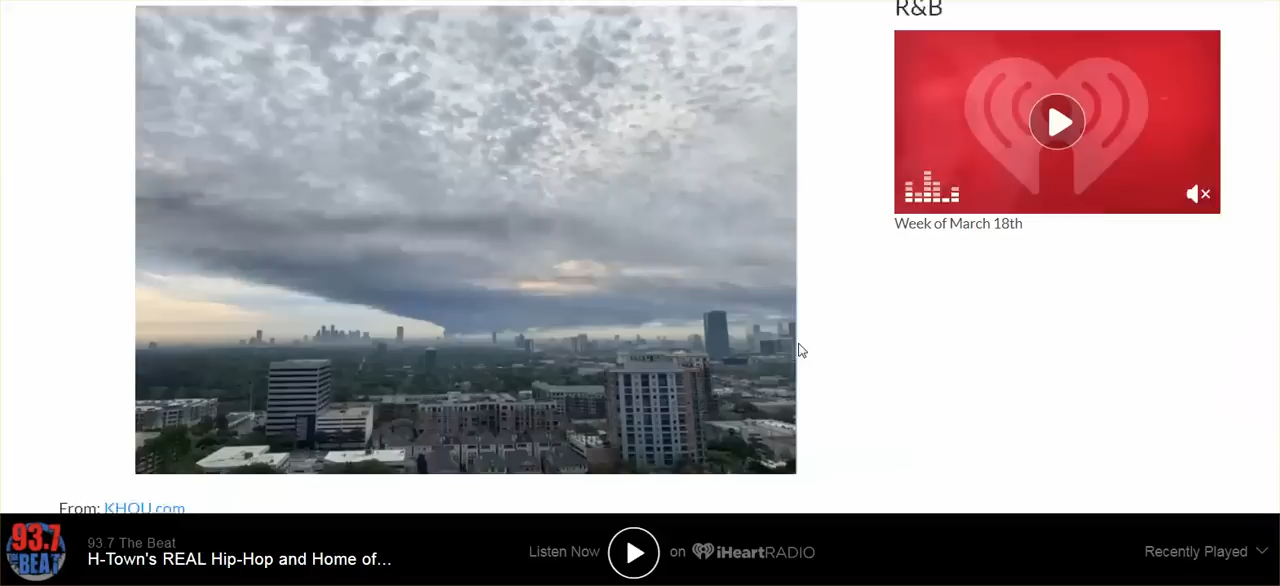 R&B
Week of March 18th
From: KHOU.com
93.7
THE
BEAT
93.7 The Beat
H-Town's REAL Hip-Hop and Home of...
Listen Now
on iHeartRADIO
Recently Played